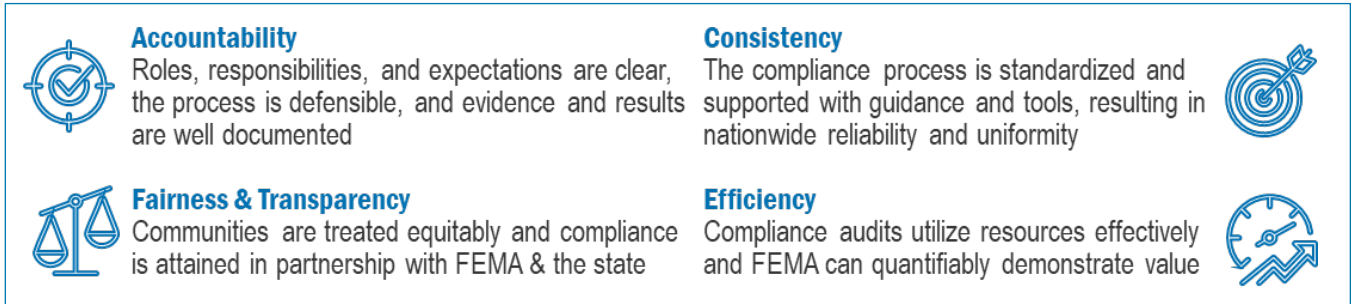 Accountability
Roles, responsibilities, and expectations are clear,
the process is defensible, and evidence and results
are well documented
Consistency
The compliance process is standardized and
supported with guidance and tools, resulting in
nationwide reliability and uniformity
Fairness & Transparency
Communities are treated equitably and compliance
is attained in partnership with FEMA & the state
Efficiency
Compliance audits utilize resources effectively
and FEMA can quantifiably demonstrate value